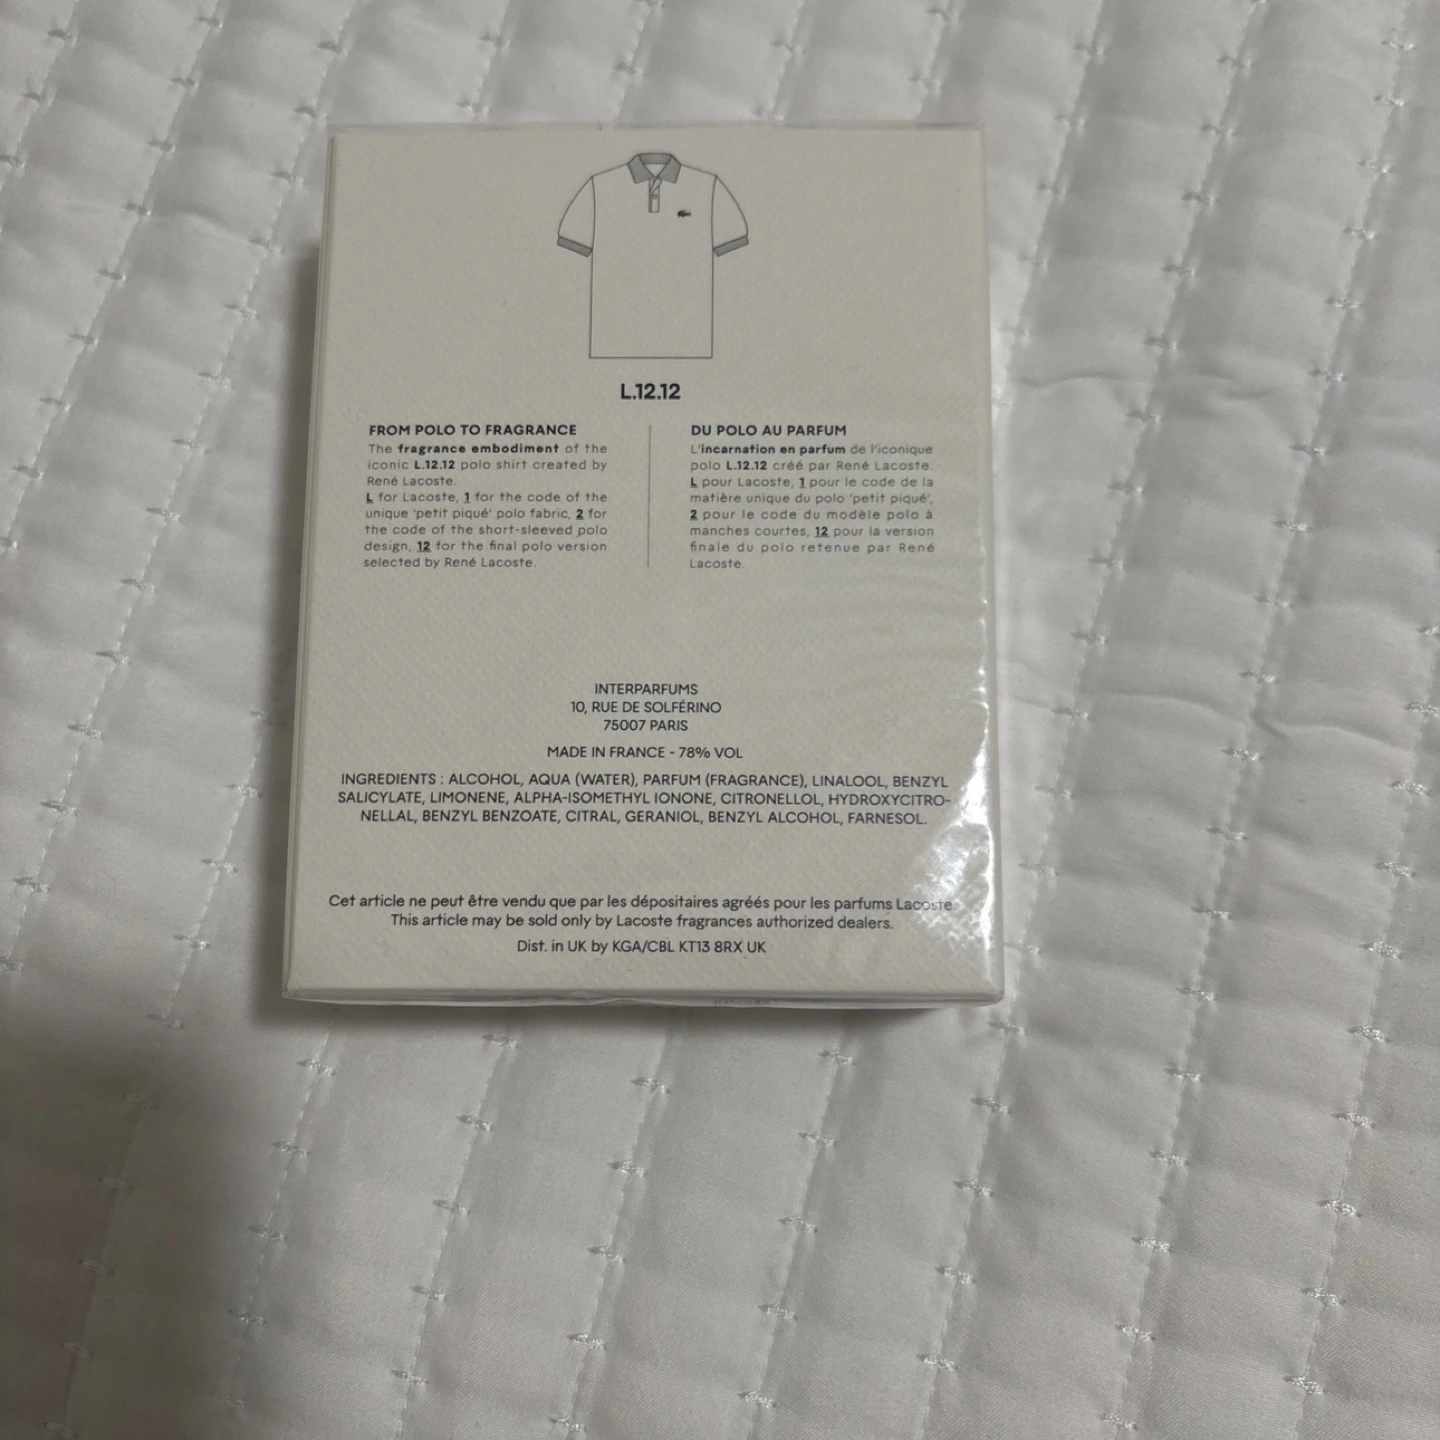 L.12.12
FROM POLO TO FRAGRANCE
The fragrance embodiment of the
iconic L.12.12 polo shirt created by
René Lacoste.
L for Lacoste, 1 for the code of the
unique 'petit piqué' polo fabric, 2 for
the code of the short-sleeved polo
design, 12 for the final polo version
selected by René Lacoste.
DU POLO AU PARFUM
L'incarnation en parfum de l'iconique
polo L.12.12 créé par René Lacoste.
L pour Lacoste, 1 pour le code de la
matière unique du polo 'petit piqué',
2 pour le code du modèle polo à
manches courtes, 12 pour la version
finale du polo retenue par René
Lacoste.
INTERPARFUMS
10, RUE DE SOLFÉRINO
75007 PARIS
MADE IN FRANCE - 78% VOL
INGREDIENTS : ALCOHOL, AQUA (WATER), PARFUM (FRAGRANCE), LINALOOL, BENZYL
SALICYLATE, LIMONENE, ALPHA-ISOMETHYL IONONE, CITRONELLOL, HYDROXYCITRO-
NELLAL, BENZYL BENZOATE, CITRAL, GERANIOL, BENZYL ALCOHOL, FARNESOL.
Cet article ne peut être vendu que par les dépositaires agréés pour les parfums Lacoste.
This article may be sold only by Lacoste fragrances authorized dealers.
Dist. in UK by KGA/CBL KT13 8RX UK